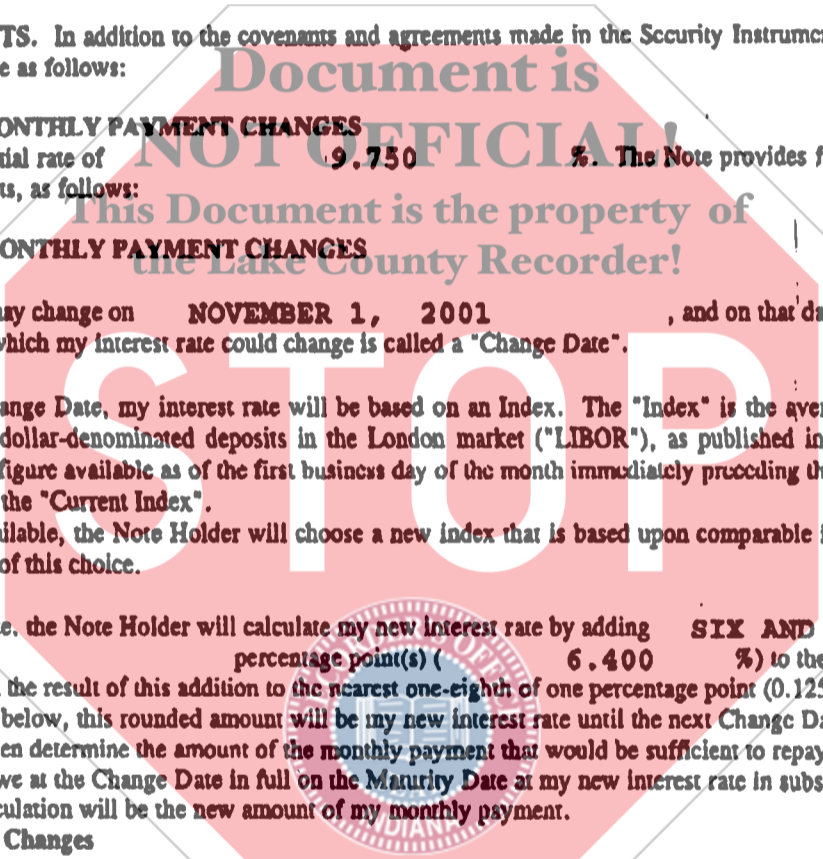 TS. In addition to the covenants and agreements made in the Security Instrume
e as follows:
Document is
ONTHLY PAYMENT CHANGES
NOT OFFICIAL!
tial rate of 9.750 %. The Note provides f
ts, as follows:
This Document is the property of
ONTHLY PAYMENT CHANGES
the Lake County Recorder!
ay change on NOVEMBER 1, 2001 , and on that da
which my interest rate could change is called a "Change Date".
STOP
ange Date, my interest rate will be based on an Index. The "Index" is the aver
dollar-denominated deposits in the London market ("LIBOR"), as published in
figure available as of the first business day of the month immediately preceding th
the "Current Index".
ilable, the Note Holder will choose a new index that is based upon comparable
of this choice.
e, the Note Holder will calculate my new interest rate by adding SIX AND
percentage point(s) ( 6.400 %) to the
the result of this addition to the nearest one-eighth of one percentage point (0.125
below, this rounded amount will be my new interest rate until the next Change Da
en determine the amount of the monthly payment that would be sufficient to repay
we at the Change Date in full on the Maturity Date at my new interest rate in subs
culation will be the new amount of my monthly payment.
Changes
RECORDER'S OFFICE
INDIANA